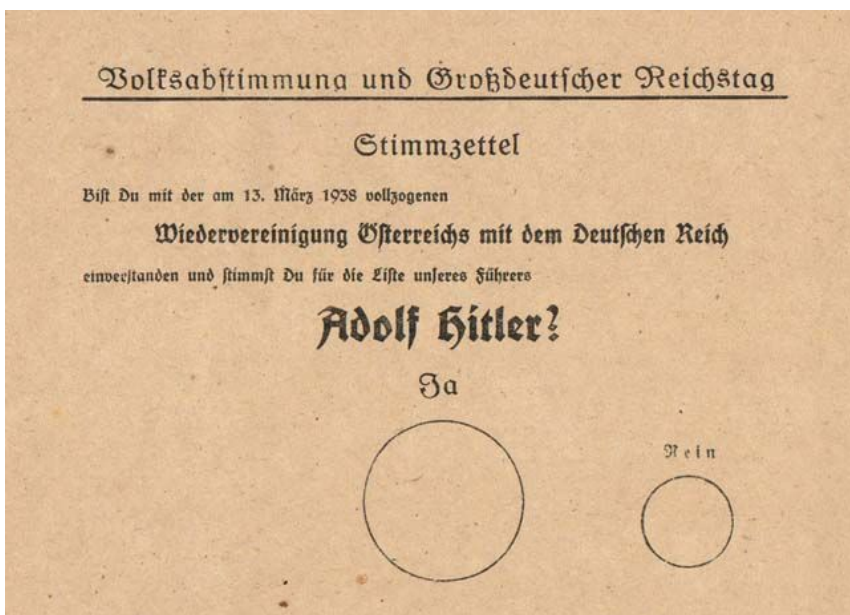 Volksabstimmung und Großdeutscher Reichstag
Stimmzettel
Bist Du mit der am 13. März 1938 vollzogenen
Wiedervereinigung Österreichs mit dem Deutschen Reich
einverstanden und stimmst Du für die Liste unseres Führers
Adolf Hitler?
Ja
Nein